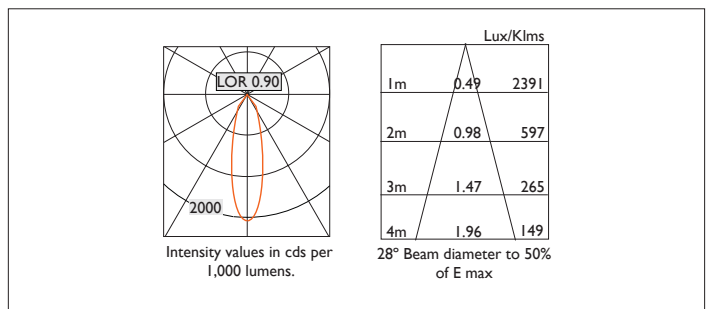 Lux/Klms
LOR 0.90
1m 0.49 2391
2m 0.98 597
3m 1.47 265
2000
4m 1.96 149
Intensity values in cds per
1,000 lumens.
28º Beam diameter to 50%
of E max